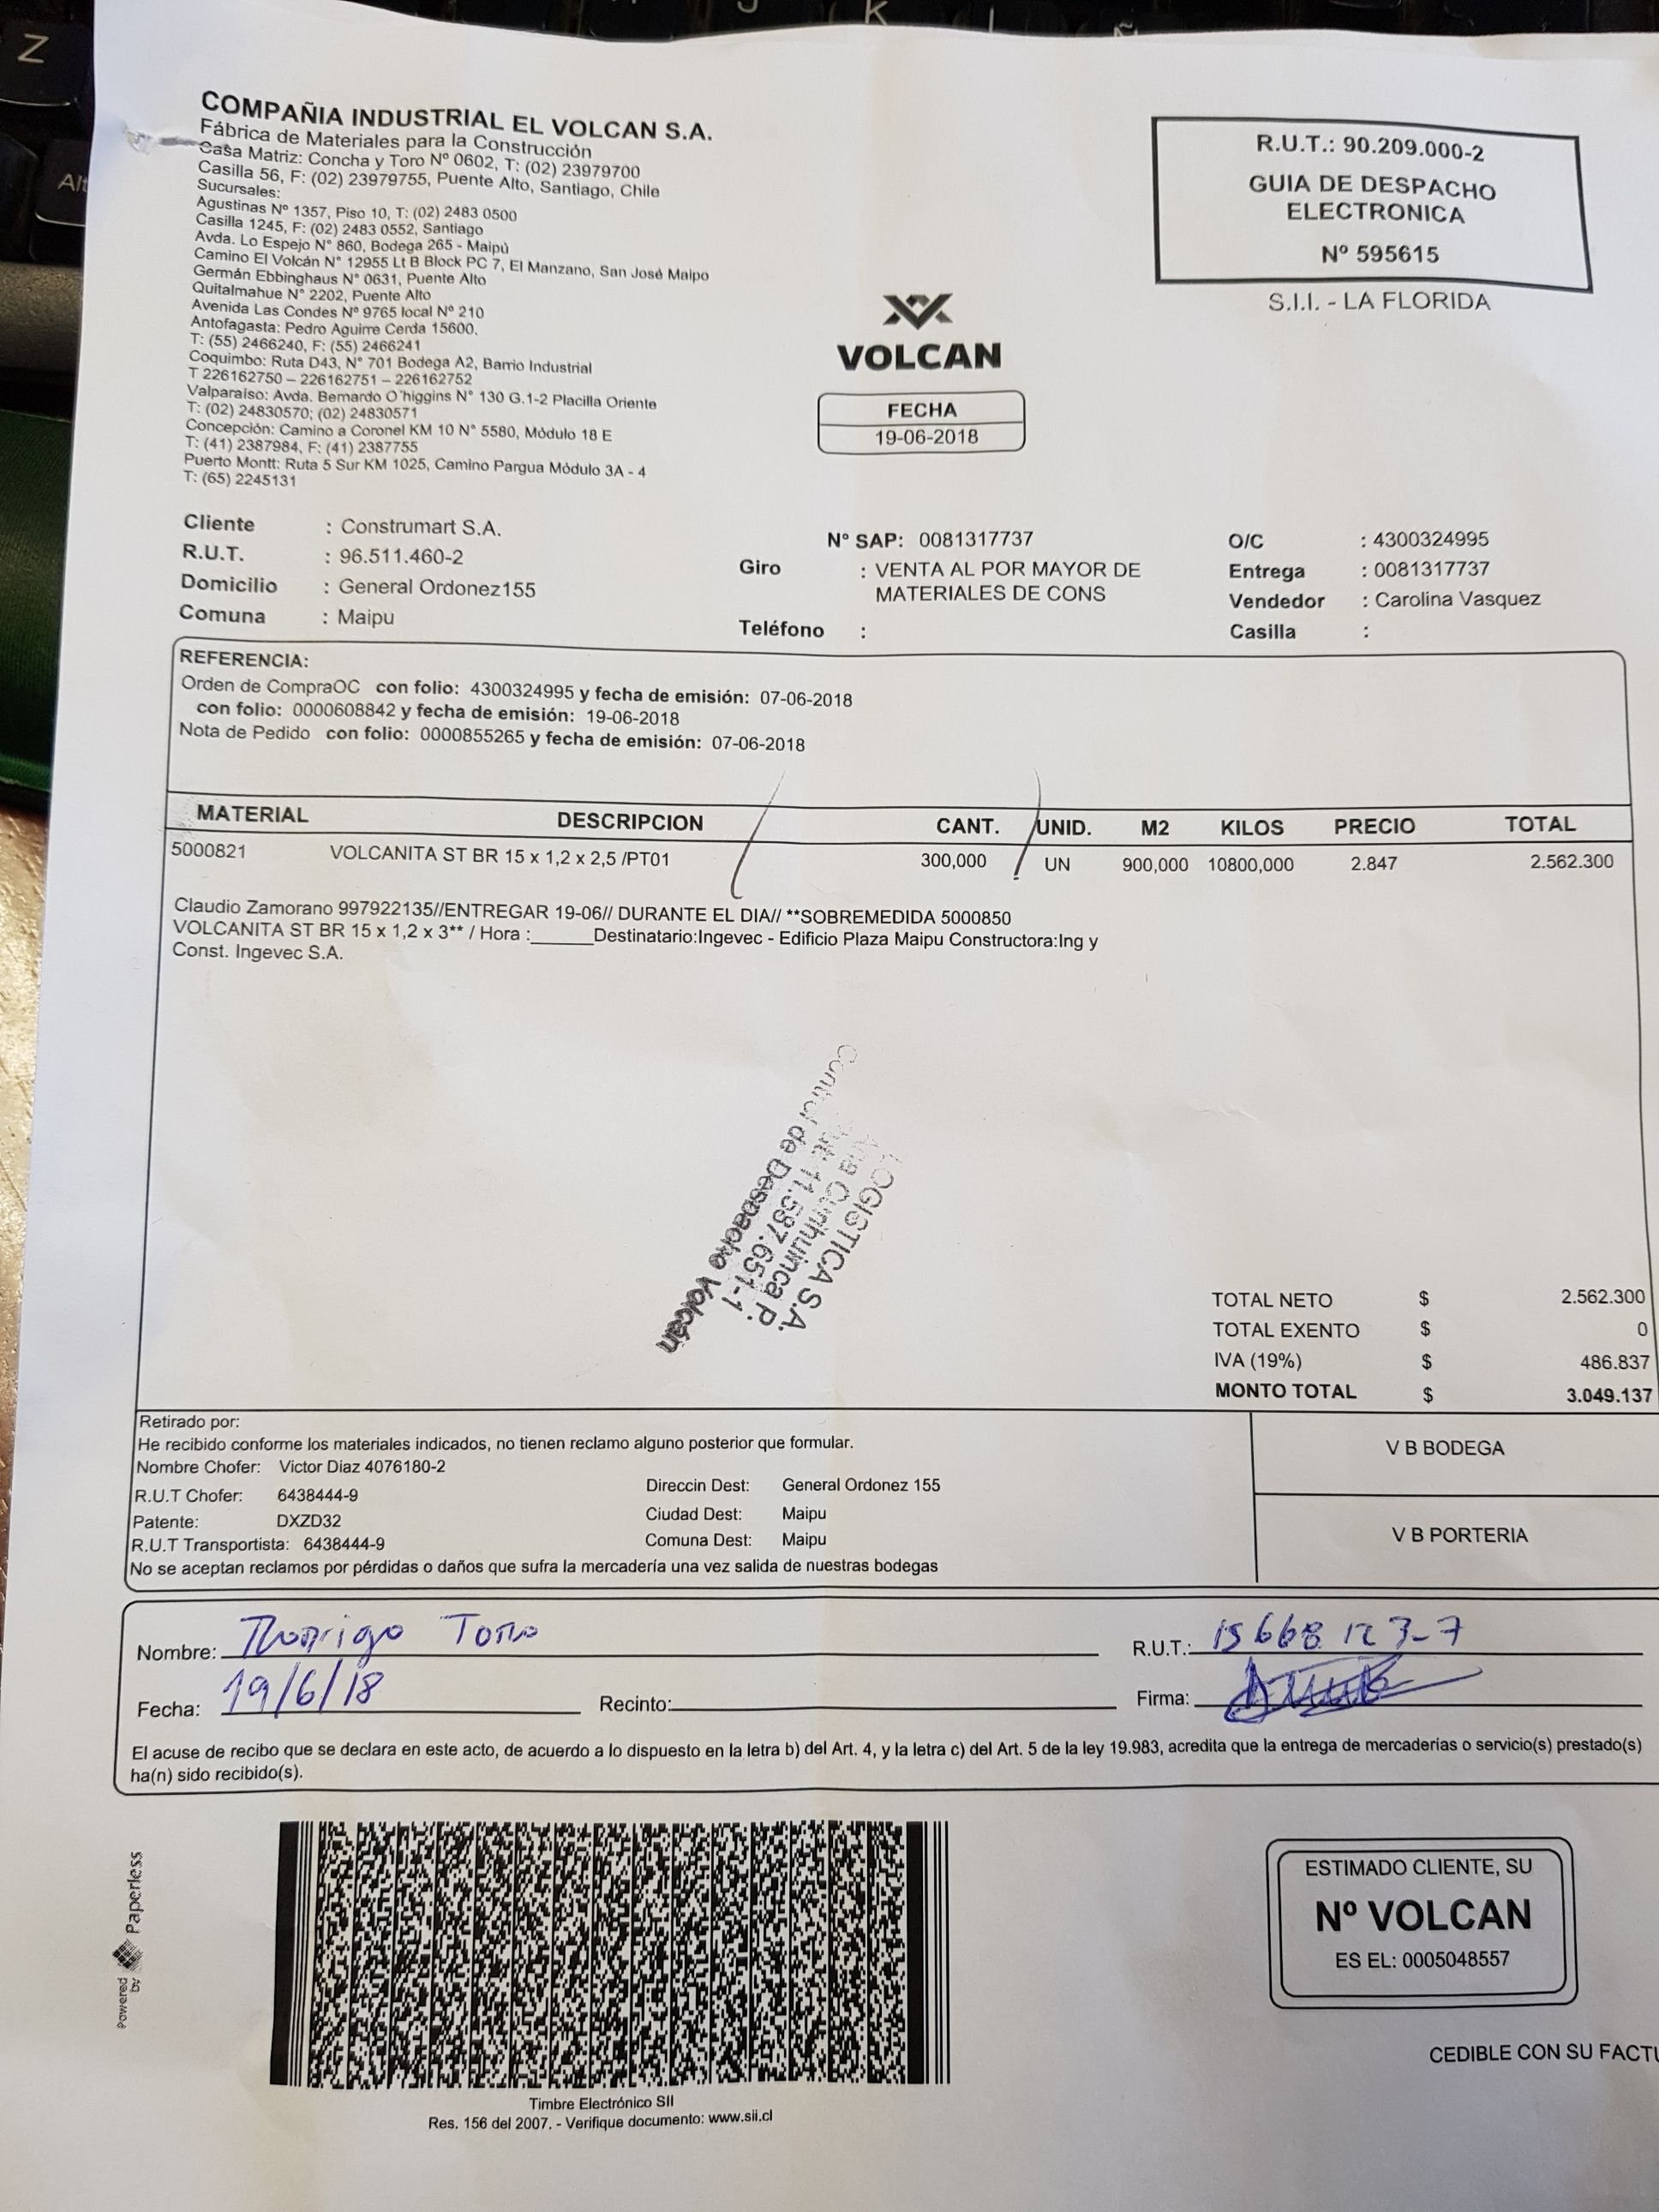 COMPAÑIA INDUSTRIAL EL VOLCAN S.A.
Fábrica de Materiales para la Construcción
Casa Matriz: Concha y Toro Nº 0602, T: (02) 23979700
Casilla 56, F: (02) 23979755, Puente Alto, Santiago, Chile
Sucursales:
Agustinas Nº 1357, Piso 10, T: (02) 2483 0500
Casilla 1245, F: (02) 2483 0552, Santiago
Avda. Lo Espejo N° 860, Bodega 265 - Maipú
Camino El Volcán N° 12955 Lt B Block PC 7, El Manzano, San José Maipo
Germán Ebbinghaus N° 0631, Puente Alto
Quitalmahue N° 2202, Puente Alto
Avenida Las Condes Nº 9765 local Nº 210
Antofagasta: Pedro Aguirre Cerda 15600.
T: (55) 2466240, F: (55) 2466241
Coquimbo: Ruta D43, N° 701 Bodega A2, Barrio Industrial
T 226162750 – 226162751 – 226162752
Valparaiso: Avda. Bernardo O´higgins N° 130 G.1-2 Placilla Oriente
T: (02) 24830570; (02) 24830571
Concepción: Camino a Coronel KM 10 N° 5580, Módulo 18 E
T: (41) 2387984, F: (41) 2387755
Puerto Montt: Ruta 5 Sur KM 1025, Camino Pargua Módulo 3A - 4
T: (65) 2245131
VOLCAN
FECHA
19-06-2018
R.U.T.: 90.209.000-2
GUIA DE DESPACHO
ELECTRONICA
Nº 595615
S.I.I. - LA FLORIDA
Cliente : Construmart S.A.
R.U.T. : 96.511.460-2
Domicilio : General Ordonez155
Comuna : Maipu
N° SAP: 0081317737
Giro : VENTA AL POR MAYOR DE
MATERIALES DE CONS
Teléfono :
O/C : 4300324995
Entrega : 0081317737
Vendedor : Carolina Vasquez
Casilla :
REFERENCIA:
Orden de CompraOC con folio: 4300324995 y fecha de emisión: 07-06-2018
con folio: 0000608842 y fecha de emisión: 19-06-2018
Nota de Pedido con folio: 0000855265 y fecha de emisión: 07-06-2018
MATERIAL DESCRIPCION CANT. UNID. M2 KILOS PRECIO TOTAL
5000821 VOLCANITA ST BR 15 x 1,2 x 2,5 /PT01 300,000 UN 900,000 10800,000 2.847 2.562.300
Claudio Zamorano 997922135//ENTREGAR 19-06// DURANTE EL DIA// **SOBREMEDIDA 5000850
VOLCANITA ST BR 15 x 1,2 x 3** / Hora :______Destinatario:Ingevec - Edificio Plaza Maipu Constructora:Ing y
Const. Ingevec S.A.
LOGISTICA S.A.
11.587.651-1
Control de Despacho Volcán
TOTAL NETO $ 2.562.300
TOTAL EXENTO $ 0
IVA (19%) $ 486.837
MONTO TOTAL $ 3.049.137
Retirado por:
He recibido conforme los materiales indicados, no tienen reclamo alguno posterior que formular.
Nombre Chofer: Victor Diaz 4076180-2
R.U.T Chofer: 6438444-9
Patente: DXZD32
R.U.T Transportista: 6438444-9
Direccin Dest: General Ordonez 155
Ciudad Dest: Maipu
Comuna Dest: Maipu
No se aceptan reclamos por pérdidas o daños que sufra la mercadería una vez salida de nuestras bodegas
V B BODEGA
V B PORTERIA
Nombre: Rodrigo Toro R.U.T.: 15668123-7
Fecha: 19/6/18 Recinto: Firma:
El acuse de recibo que se declara en este acto, de acuerdo a lo dispuesto en la letra b) del Art. 4, y la letra c) del Art. 5 de la ley 19.983, acredita que la entrega de mercaderías o servicio(s) prestado(s)
ha(n) sido recibido(s).
Powered by Paperless
Timbre Electrónico SII
Res. 156 del 2007. - Verifique documento: www.sii.cl
ESTIMADO CLIENTE, SU
Nº VOLCAN
ES EL: 0005048557
CEDIBLE CON SU FACTU
Z
Alt
K
L
Ñ